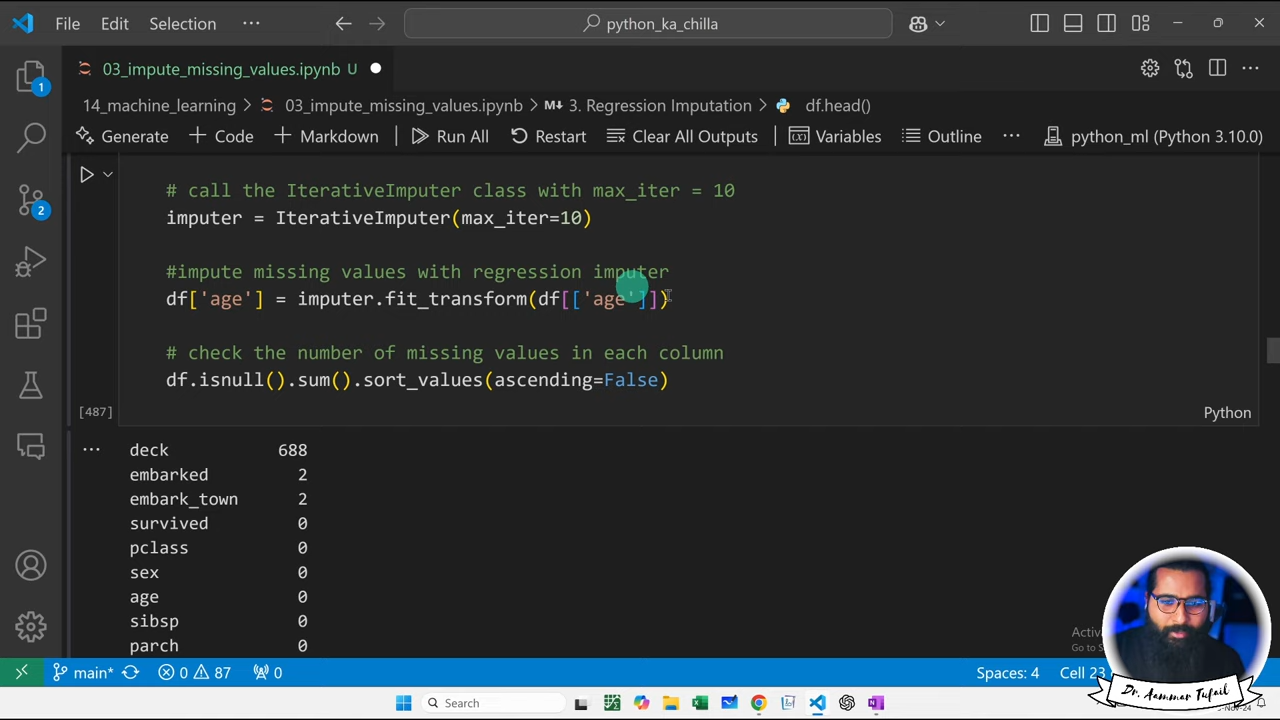 File Edit Selection ··· python_ka_chilla
03_impute_missing_values.ipynb U
14_machine_learning > 03_impute_missing_values.ipynb > M↓ 3. Regression Imputation > df.head()
Generate + Code + Markdown Run All Restart Clear All Outputs Variables Outline ··· python_ml (Python 3.10.0)
# call the IterativeImputer class with max_iter = 10
imputer = IterativeImputer(max_iter=10)
#impute missing values with regression imputer
df['age'] = imputer.fit_transform(df[['age']])
# check the number of missing values in each column
df.isnull().sum().sort_values(ascending=False)
[487] Python
··· deck 688
embarked 2
embark_town 2
survived 0
pclass 0
sex 0
age 0
sibsp 0
parch 0
1
2
main* 0 87 0 Spaces: 4 Cell 23
Search
Dr. Aammar Tufail